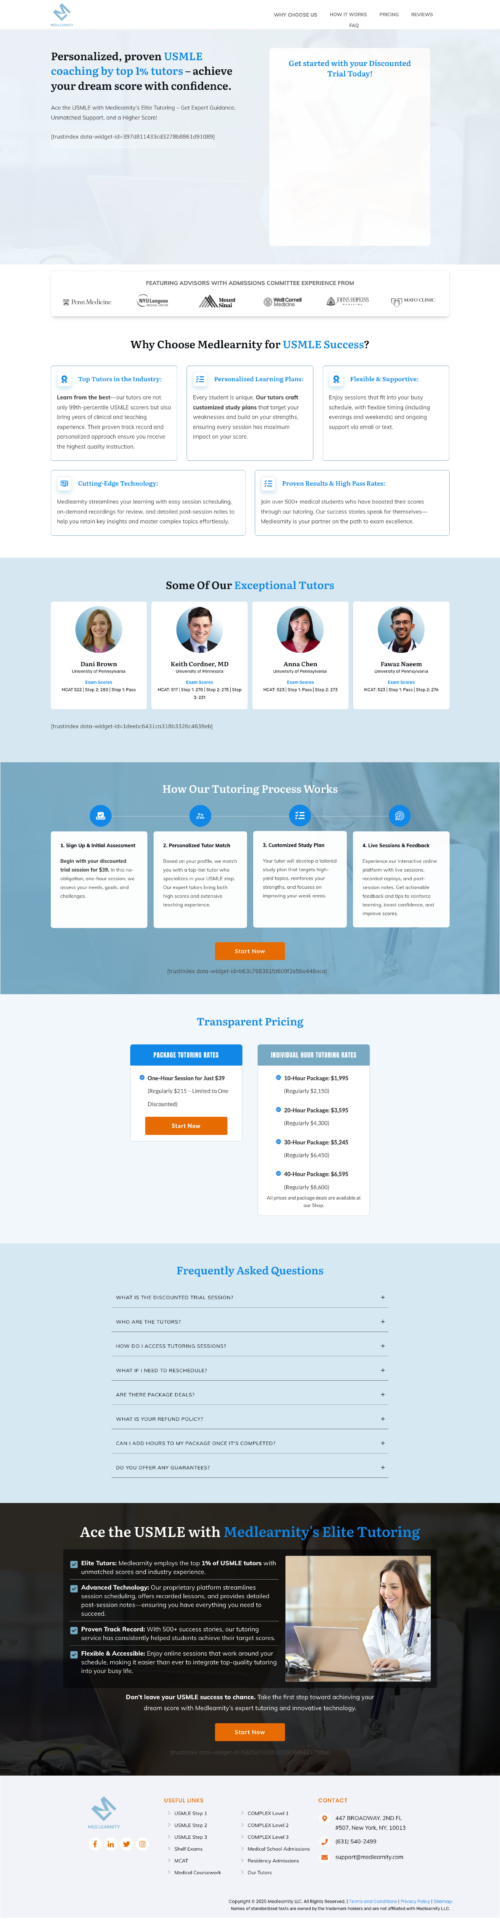 MEDLEARNITY
WHY CHOOSE US
HOW IT WORKS
PRICING
REVIEWS
FAQ
Personalized, proven USMLE
coaching by top 1% tutors – achieve
your dream score with confidence.
Ace the USMLE with Medlearnity's Elite Tutoring – Get Expert Guidance,
Unmatched Support, and a Higher Score!
Get started with your Discounted
Trial Today!
FEATURING ADVISORS WITH ADMISSIONS COMMITTEE EXPERIENCE FROM
Penn Medicine
NYU Langone
Mount
Sinai
Weill Cornell
Medicine
JOHNS HOPKINS
MEDICINE
MAYO CLINIC
Why Choose Medlearnity for USMLE Success?
Top Tutors in the Industry:
Learn from the best—our tutors are not
only 99th-percentile USMLE scorers but also
bring years of clinical and teaching
experience. Their proven track record and
personalized approach ensure you receive
the highest quality instruction.
Personalized Learning Plans:
Every student is unique. Our tutors craft
customized study plans that target your
weaknesses and build on your strengths,
ensuring every session has maximum
impact on your score.
Flexible & Supportive:
Enjoy sessions that fit into your busy
schedule, with flexible timing (including
evenings and weekends) and ongoing
support via email or text.
Cutting-Edge Technology:
Medlearnity streamlines your learning with easy session scheduling,
on-demand recordings for review, and detailed post-session notes to
help you retain key insights and master complex topics effortlessly.
Proven Results & High Pass Rates:
Join over 500+ medical students who have boosted their scores
through our tutoring. Our success stories speak for themselves—
Medlearnity is your partner on the path to exam excellence.
Some Of Our Exceptional Tutors
Dani Brown
University of Pennsylvania
Exam Scores
MCAT 522 | Step 2: 260 | Step 1: Pass
Keith Cordner, MD
University of Minnesota
Exam Scores
MCAT: 517 | Step 1: 270 | Step 2: 275 | Step
3: 231
Anna Chen
University of Pennsylvania
Exam Scores
MCAT: 523 | Step 1: Pass | Step 2: 273
Fawaz Naeem
University of Pennsylvania
Exam Scores
MCAT: 523 | Step 1: Pass | Step 2: 276
How Our Tutoring Process Works
1. Sign Up & Initial Assessment
Begin with your discounted
trial session for $39. In this no-
obligation, one-hour session, we
assess your needs, goals, and
challenges.
2. Personalized Tutor Match
Based on your profile, we match
you with a top-tier tutor who
specializes in your USMLE step.
Our expert tutors bring both
high scores and extensive
teaching experience.
3. Customized Study Plan
Your tutor will develop a tailored
study plan that targets high-
yield topics, reinforces your
strengths, and focuses on
improving your weak areas.
4. Live Sessions & Feedback
Experience our interactive online
platform with live sessions,
recorded replays, and post-
session notes. Get actionable
feedback and tips to reinforce
learning, boost confidence, and
improve scores.
Start Now
Transparent Pricing
PACKAGE TUTORING RATES
One-Hour Session for Just $39
(Regularly $215 – Limited to One
Discounted)
Start Now
INDIVIDUAL HOUR TUTORING RATES
10-Hour Package: $1,995
(Regularly $2,150)
20-Hour Package: $3,595
(Regularly $4,300)
30-Hour Package: $5,245
(Regularly $6,450)
40-Hour Package: $6,595
(Regularly $8,600)
All prices and package deals are available at
our Shop.
Frequently Asked Questions
WHAT IS THE DISCOUNTED TRIAL SESSION? +
WHO ARE THE TUTORS? +
HOW DO I ACCESS TUTORING SESSIONS? +
WHAT IF I NEED TO RESCHEDULE? +
ARE THERE PACKAGE DEALS? +
WHAT IS YOUR REFUND POLICY? +
CAN I ADD HOURS TO MY PACKAGE ONCE IT'S COMPLETED? +
DO YOU OFFER ANY GUARANTEES? +
Ace the USMLE with Medlearnity's Elite Tutoring
Elite Tutors: Medlearnity employs the top 1% of USMLE tutors with
unmatched scores and industry experience.
Advanced Technology: Our proprietary platform streamlines
session scheduling, offers recorded lessons, and provides detailed
post-session notes—ensuring you have everything you need to
succeed.
Proven Track Record: With 500+ success stories, our tutoring
service has consistently helped students achieve their target scores.
Flexible & Accessible: Enjoy online sessions that work around your
schedule, making it easier than ever to integrate top-quality tutoring
into your busy life.
Don't leave your USMLE success to chance. Take the first step toward achieving your
dream score with Medlearnity's expert tutoring and innovative technology.
Start Now
MEDLEARNITY
USEFUL LINKS
USMLE Step 1
USMLE Step 2
USMLE Step 3
Shelf Exams
MCAT
Medical Coursework
COMPLEX Level 1
COMPLEX Level 2
COMPLEX Level 3
Medical School Admissions
Residency Admissions
Our Tutors
CONTACT
447 BROADWAY, 2ND FL
#507, New York, NY, 10013
(631) 540-2499
support@medlearnity.com
Copyright © 2025 Medlearnity LLC. All Rights Reserved. | Terms and Conditions | Privacy Policy | Sitemap
Names of standardized tests are owned by the trademark holders and are not affiliated with Medlearnity LLC.